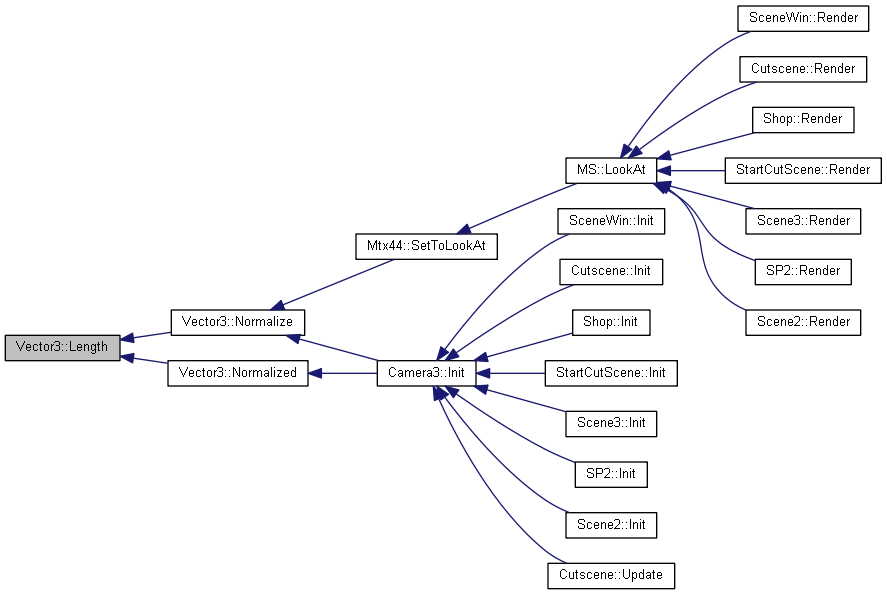 SceneWin::Render
Cutscene::Render
Shop::Render
MS::LookAt
StartCutScene::Render
SceneWin::Init
Scene3::Render
Mtx44::SetToLookAt
Cutscene::Init
SP2::Render
Vector3::Normalize
Shop::Init
Scene2::Render
Vector3::Length
Vector3::Normalized
Camera3::Init
StartCutScene::Init
Scene3::Init
SP2::Init
Scene2::Init
Cutscene::Update